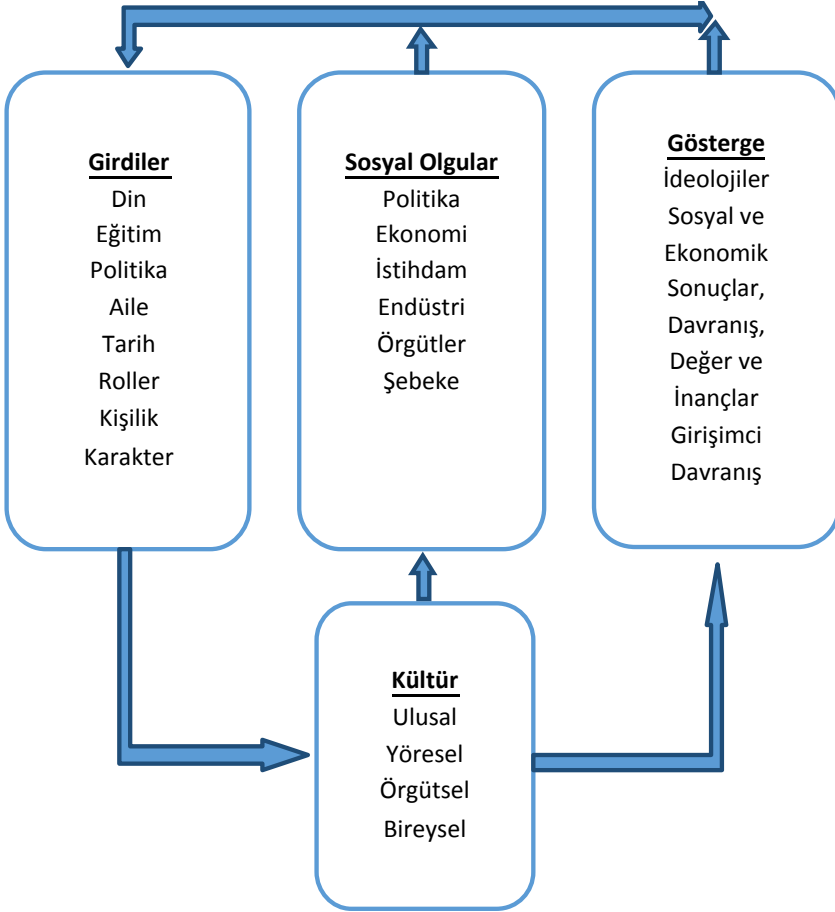 Girdiler
Din
Eğitim
Politika
Aile
Tarih
Roller
Kişilik
Karakter
Sosyal Olgular
Politika
Ekonomi
İstihdam
Endüstri
Örgütler
Şebeke
Gösterge
İdeolojiler
Sosyal ve
Ekonomik
Sonuçlar,
Davranış,
Değer ve
İnançlar
Girişimci
Davranış
Kültür
Ulusal
Yöresel
Örgütsel
Bireysel